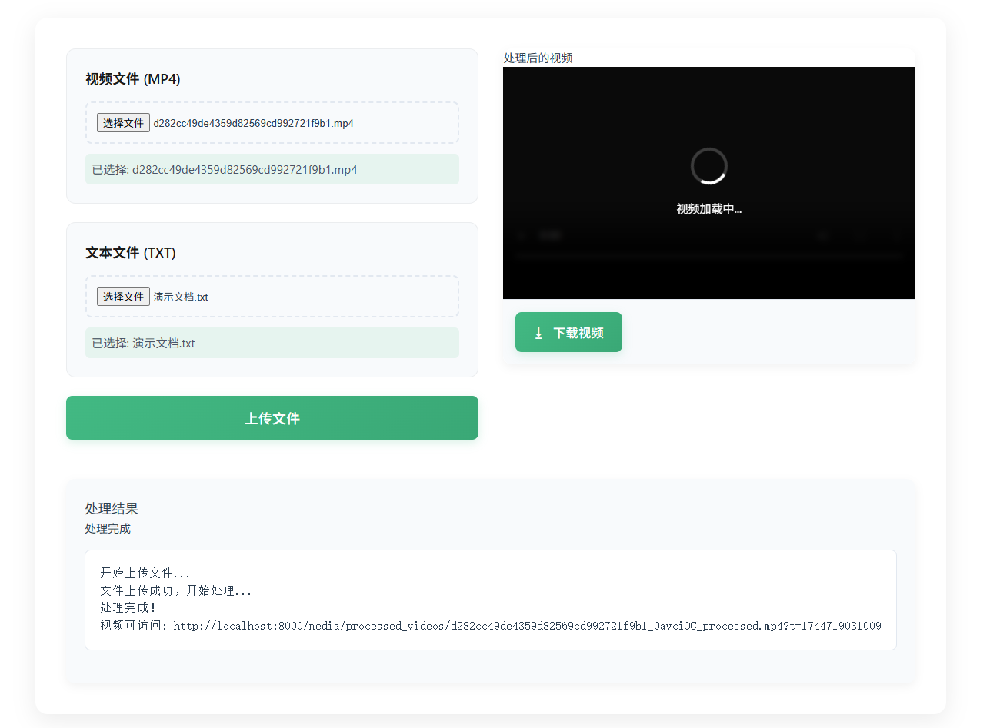 视频文件 (MP4)
选择文件 d282cc49de4359d82569cd992721f9b1.mp4
已选择: d282cc49de4359d82569cd992721f9b1.mp4
文本文件 (TXT)
选择文件 演示文档.txt
已选择: 演示文档.txt
上传文件
处理后的视频
视频加载中...
下载视频
处理结果
处理完成
开始上传文件...
文件上传成功，开始处理...
处理完成！
视频可访问: http://localhost:8000/media/processed_videos/d282cc49de4359d82569cd992721f9b1_0avciOC_processed.mp4?t=1744719031009